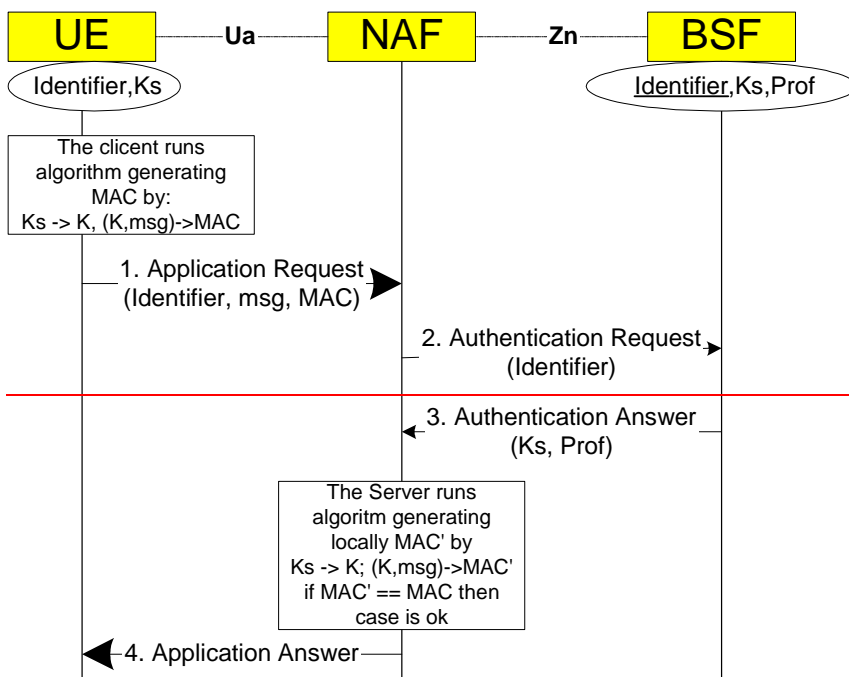 UE
Ua
NAF
Zn
BSF
Identifier,Ks
Identifier,Ks,Prof
The clicent runs
algorithm generating
MAC by:
Ks -> K, (K,msg)->MAC
1. Application Request
(Identifier, msg, MAC)
2. Authentication Request
(Identifier)
3. Authentication Answer
(Ks, Prof)
The Server runs
algoritm generating
locally MAC' by
Ks -> K; (K,msg)->MAC'
if MAC' == MAC then
case is ok
4. Application Answer